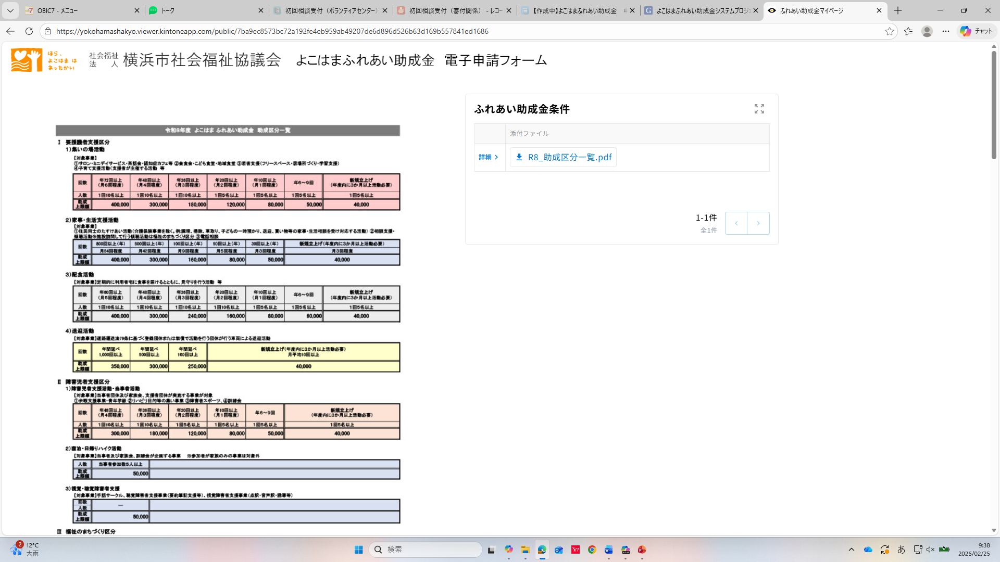 OBIC7 - メニュー
トーク
初回相談受付（ボランティアセンター）
初回相談受付（寄付関係） - レコー
【作成中】よこはまふれあい助成金 申
よこはまふれあい助成金システムプロジェ
ふれあい助成金マイページ
https://yokohamashakyo.viewer.kintoneapp.com/public/7ba9ec8573bc72a192fe4eb959ab49207de6d896d526b63d169b557841ed1686
チャット
ほら、
よこはま は
あったかい
社会福祉
法 人
横浜市社会福祉協議会 よこはまふれあい助成金 電子申請フォーム
ふれあい助成金条件
添付ファイル
詳細
R8_助成区分一覧.pdf
1-1件
全1件
令和8年度 よこはま ふれあい助成金 助成区分一覧
Ⅰ 要援護者支援区分
1）集いの場活動
【対象事業】
①サロン・ミニデイサービス・茶話会・認知症カフェ等 ②会食会・こども食堂・地域食堂 ③若者支援（フリースペース・居場所づくり・学習支援）
④子育て支援活動（支援者が主催する活動 等
回数 年72回以上（月6回程度） 年48回以上（月4回程度） 年36回以上（月3回程度） 年20回以上（月2回程度） 年10回以上（月1回程度） 年6～9回 新規立上げ（年度内に3か月以上活動必要）
人数 1回10名以上 1回10名以上 1回10名以上 1回5名以上 1回5名以上 1回5名以上 1回5名以上
助成上限額 400,000 300,000 180,000 120,000 80,000 50,000 40,000
2）家事・生活支援活動
【対象事業】
①住民同士のたすけあい活動（介護保険事業を除く。例:調理、掃除、草取り、子どもの一時預かり、送迎、買い物等の家事・生活相談を受け対応する活動） ②相談支援・
傾聴活動※施設訪問して行う傾聴活動は福祉のまちづくり区分 ③電話相談
回数 800回以上（年） 500回以上（年） 100回以上（年） 50回以上（年） 30回以上（年） 新規立上げ（年度内に3か月以上活動必要）
月84回程度 月42回程度 月9回程度 月5回程度 月3回程度 月3回程度
助成上限額 400,000 300,000 160,000 80,000 50,000 40,000
3）配食活動
【対象事業】定期的に利用者宅に食事を届けるとともに、見守りを行う活動 等
回数 年60回以上（月5回程度） 年48回以上（月4回程度） 年36回以上（月3回程度） 年20回以上（月2回程度） 年10回以上（月1回程度） 年6～9回 新規立上げ（年度内に3か月以上活動必要）
人数 1回10名以上 1回10名以上 1回10名以上 1回10名以上 1回5名以上 1回5名以上 1回5名以上
助成上限額 400,000 300,000 240,000 160,000 80,000 60,000 40,000
4）送迎活動
【対象事業】道路運送法79条に基づく登録団体または無償で活動を行う団体が行う車両による送迎活動
回数 年間延べ1,000回以上 年間延べ500回以上 年間延べ100回以上 新規立上げ（年度内に3か月以上活動必要）月平均10回以上
助成上限額 350,000 300,000 250,000 40,000
Ⅱ 障害児者支援区分
1）障害児者支援活動・当事者活動
【対象事業】当事者団体及び家族会、支援者団体が実施する事業が対象
①余暇支援事業・青年学級 ②リハビリ目的等の集い事業 ③障害者スポーツ、④訓練会
回数 年48回以上（月4回程度） 年36回以上（月3回程度） 年20回以上（月2回程度） 年10回以上（月1回程度） 年6～9回 新規立上げ（年度内に3か月以上活動必要）
人数 1回10名以上 1回10名以上 1回5名以上 1回5名以上 1回5名以上 1回5名以上
助成上限額 300,000 180,000 120,000 80,000 50,000 40,000
2）宿泊・日帰りハイク活動
【対象事業】当事者及び家族会、訓練会が企画する事業 ※参加者が家族のみの事業は対象外
人数 当事者参加数5人以上
助成上限額 50,000
3）視覚・聴覚障害者支援
【対象事業】手話サークル、聴覚障害者支援事業（要約筆記支援等）、視覚障害者支援事業（点訳・音声訳・誘導等）
回数 ―
人数
助成上限額 50,000
Ⅲ 福祉のまちづくり区分
2
12°C
大雨
検索
あ
9:38
2026/02/25